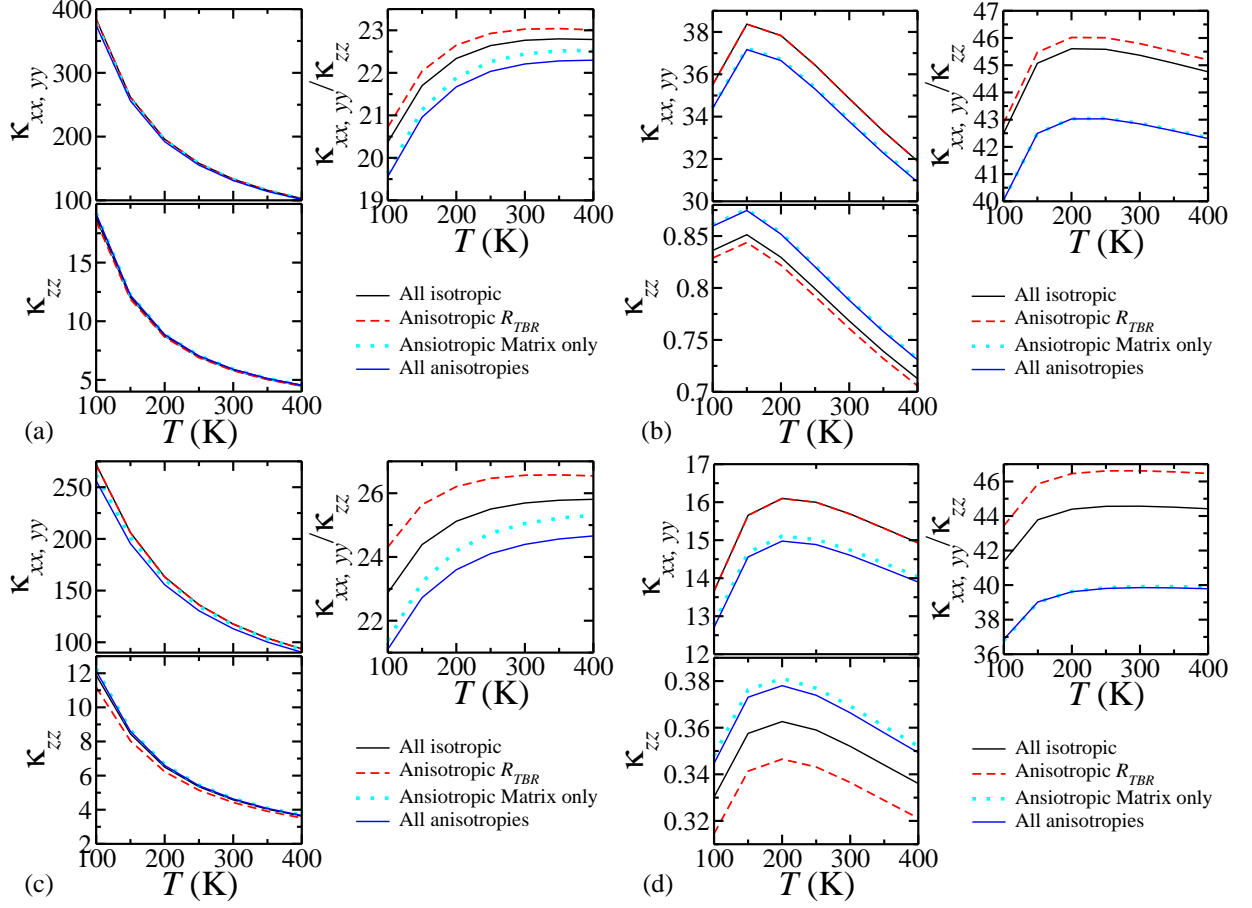 400
300
200
100
κxx, yy
15
10
5
κzz
100 200 300 400
T (K)
(a)
23
22
21
20
19
κxx, yy/κzz
100 200 300 400
T (K)
All isotropic
Anisotropic RTBR
Ansiotropic Matrix only
All anisotropies
38
37
36
35
34
33
32
31
30
κxx, yy
0.85
0.8
0.75
0.7
κzz
100 200 300 400
T (K)
(b)
47
46
45
44
43
42
41
40
κxx, yy/κzz
100 200 300 400
T (K)
All isotropic
Anisotropic RTBR
Ansiotropic Matrix only
All anisotropies
250
200
150
100
κxx, yy
12
10
8
6
4
2
κzz
100 200 300 400
T (K)
(c)
26
24
22
κxx, yy/κzz
100 200 300 400
T (K)
All isotropic
Anisotropic RTBR
Ansiotropic Matrix only
All anisotropies
17
16
15
14
13
12
κxx, yy
0.38
0.36
0.34
0.32
κzz
100 200 300 400
T (K)
(d)
46
44
42
40
38
36
κxx, yy/κzz
100 200 300 400
T (K)
All isotropic
Anisotropic RTBR
Ansiotropic Matrix only
All anisotropies